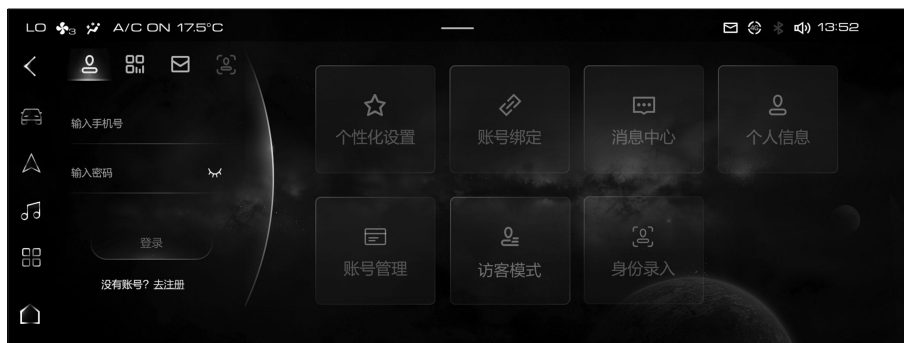 LO 3 A/C ON 17.5°C 13:52
输入手机号
输入密码
登录
没有账号？去注册
个性化设置 账号绑定 消息中心 个人信息
账号管理 访客模式 身份录入